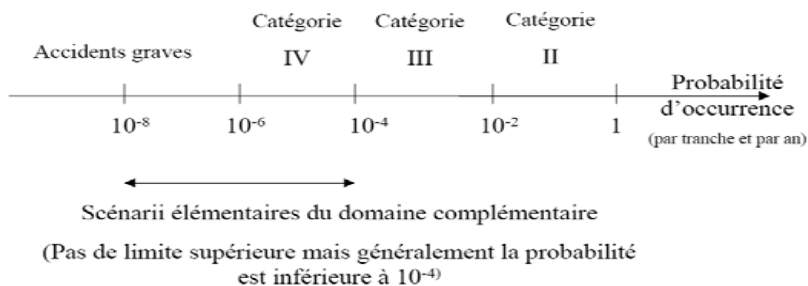 Catégorie Catégorie Catégorie
Accidents graves IV III II
Probabilité
d'occurrence
10⁻⁸ 10⁻⁶ 10⁻⁴ 10⁻² 1
(par tranche et par an)
Scénarii élémentaires du domaine complémentaire
(Pas de limite supérieure mais généralement la probabilité
est inférieure à 10⁻⁴⁾